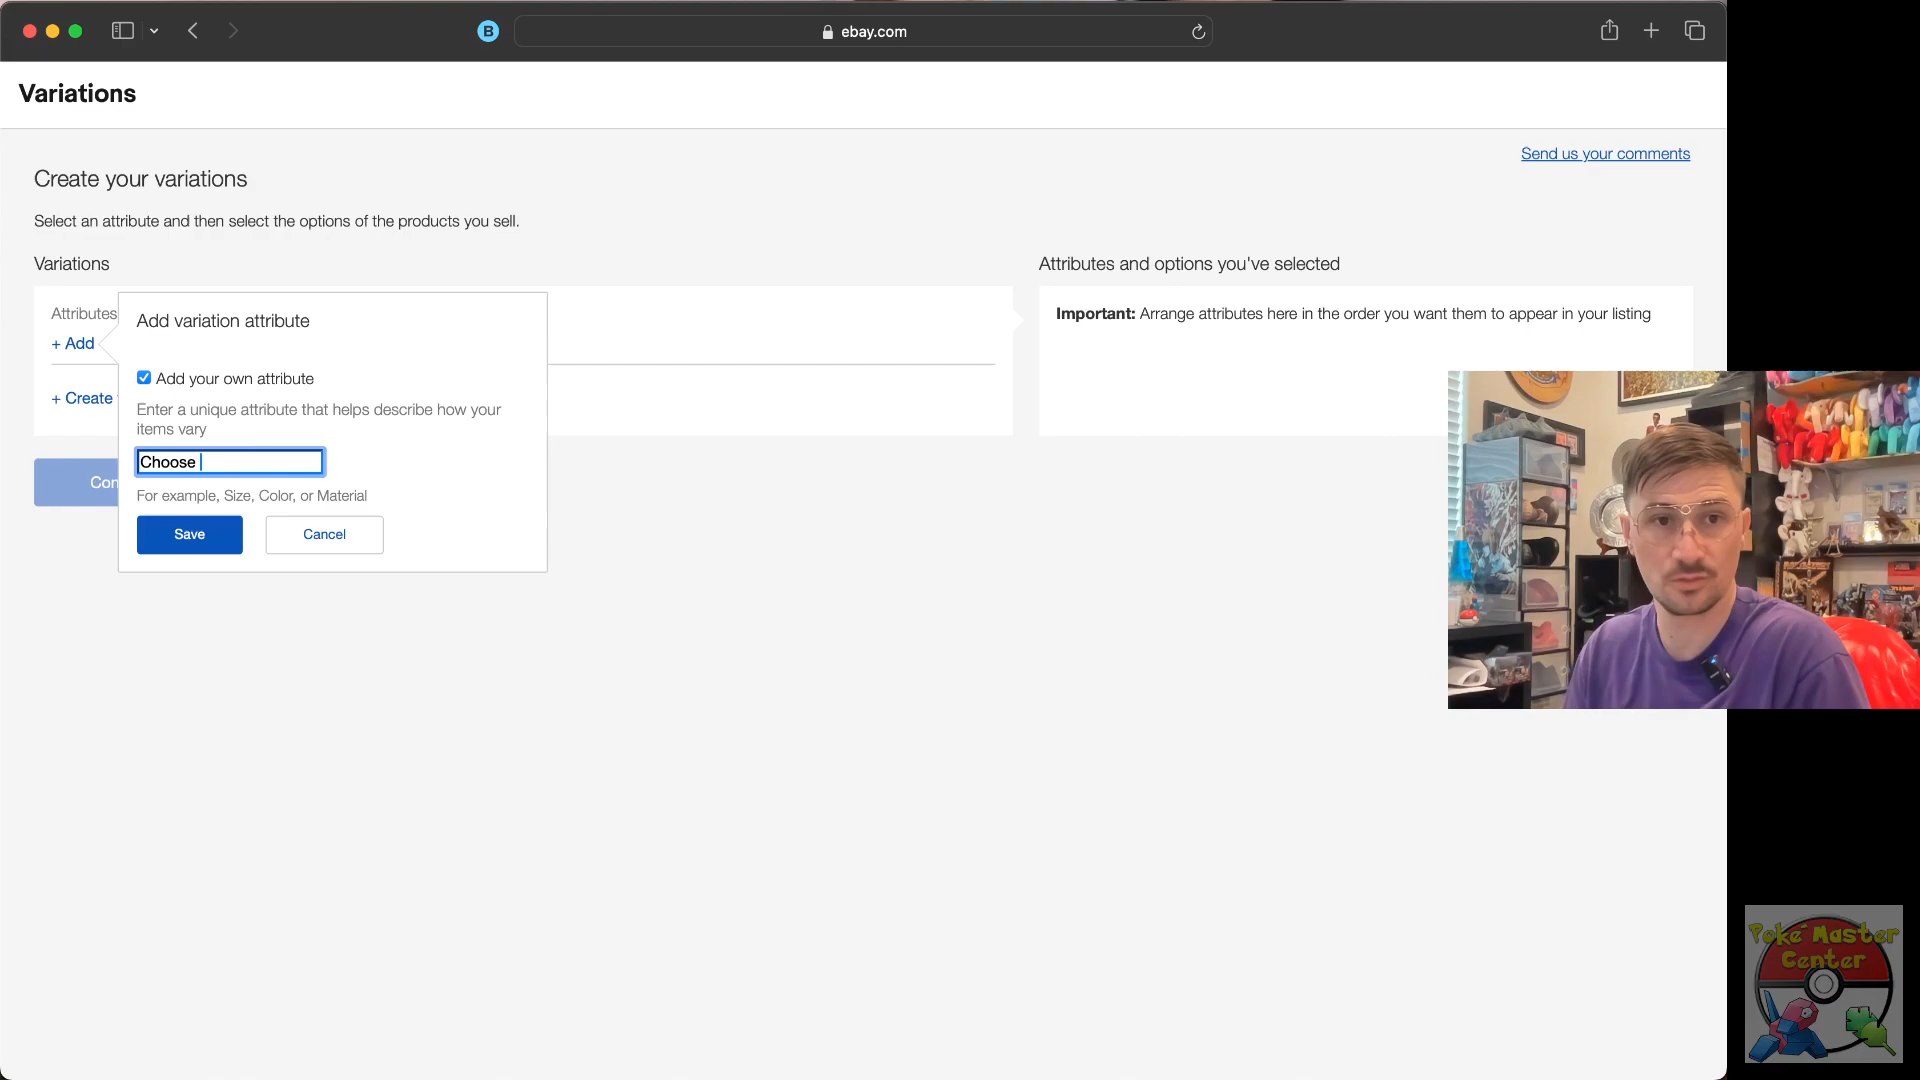 B
ebay.com
Variations
Send us your comments
Create your variations
Select an attribute and then select the options of the products you sell.
Variations
Attributes and options you've selected
Attributes
Add variation attribute
Important: Arrange attributes here in the order you want them to appear in your listing
+ Add
Add your own attribute
+ Create
Enter a unique attribute that helps describe how your
items vary
Choose
Con
For example, Size, Color, or Material
Save
Cancel
Poké Master
Center